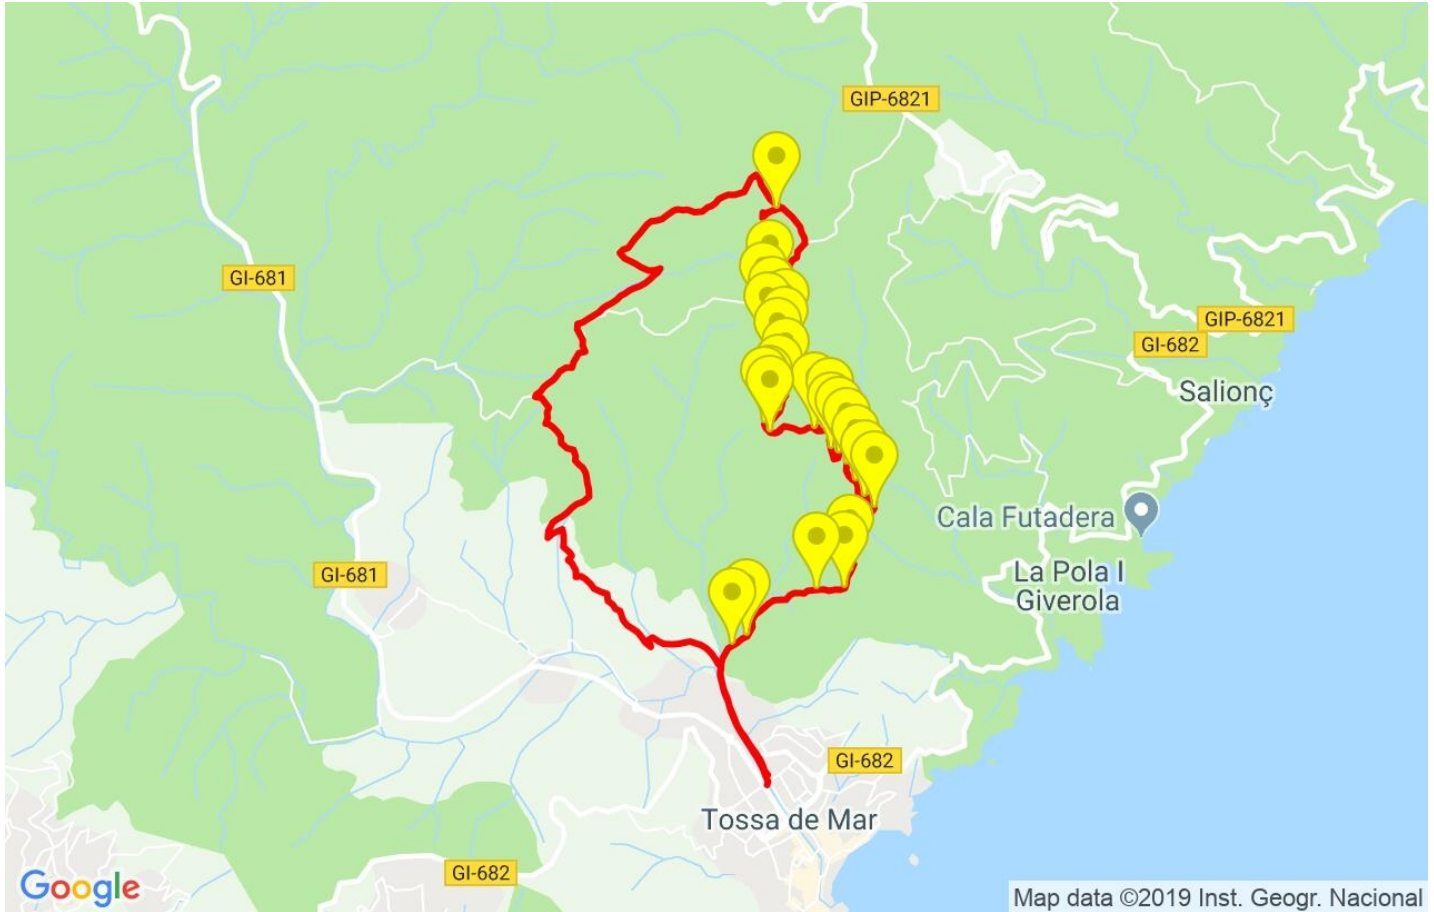 GIP-6821
GI-681
GIP-6821
GI-682
Salionç
Cala Futadera
La Pola I
Giverola
GI-681
GI-682
Tossa de Mar
GI-682
Google
Map data ©2019 Inst. Geogr. Nacional